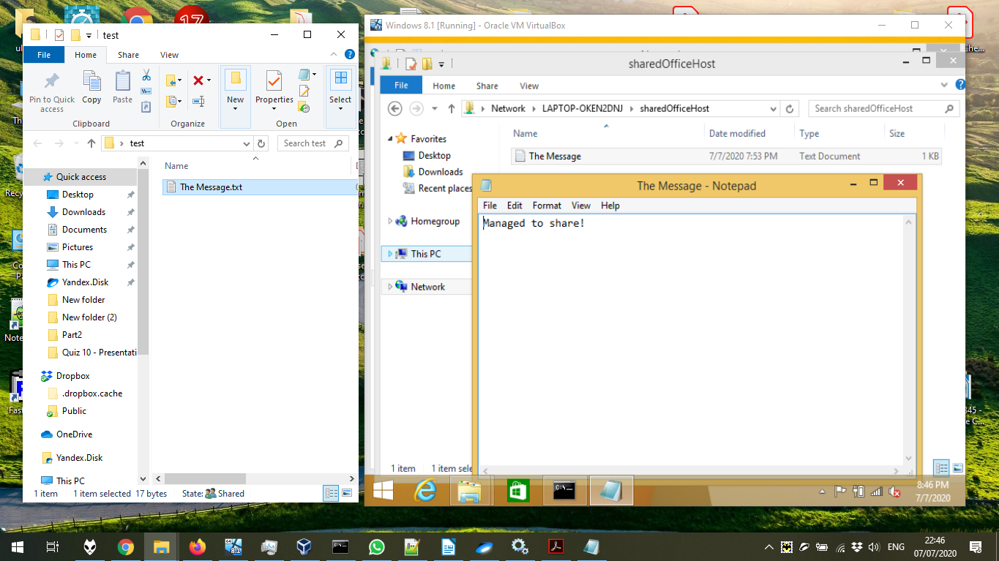 17
test
File
Home
Share
View
Pin to Quick access
Copy
Paste
New
Properties
Select
Clipboard
Organize
Open
test
Search test
Quick access
Desktop
Downloads
Documents
Pictures
This PC
Yandex.Disk
New folder
New folder (2)
Part2
Quiz 10 - Presentati
Dropbox
.dropbox.cache
Public
OneDrive
Yandex.Disk
This PC
Name
The Message.txt
1 item
1 item selected
17 bytes
State:
Shared
Windows 8.1 [Running] - Oracle VM VirtualBox
sharedOfficeHost
File
Home
Share
View
Network
LAPTOP-OKEN2DNJ
sharedOfficeHost
Search sharedOfficeHost
Favorites
Desktop
Downloads
Recent places
Homegroup
This PC
Network
Name
Date modified
Type
Size
The Message
7/7/2020 7:53 PM
Text Document
1 KB
The Message - Notepad
File
Edit
Format
View
Help
Managed to share!
1 item
1 item sele
8:46 PM
7/7/2020
ENG
22:46
07/07/2020